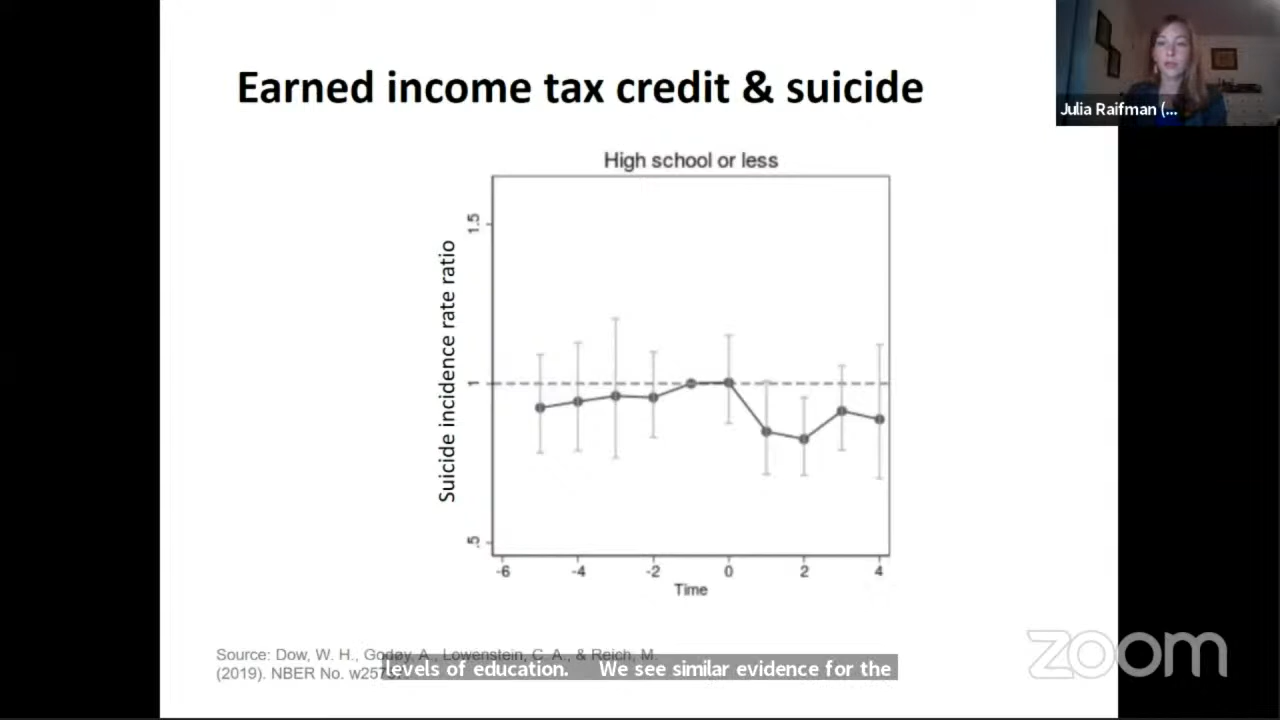 Earned income tax credit & suicide
Julia Raifman (...
High school or less
Suicide incidence rate ratio
1.5
1
.5
-6 -4 -2 0 2 4
Time
Source: Dow, W. H., Godøy, A., Lowenstein, C. A., & Reich, M.
(2019). NBER No.
levels of education. We see similar evidence for the
zoom